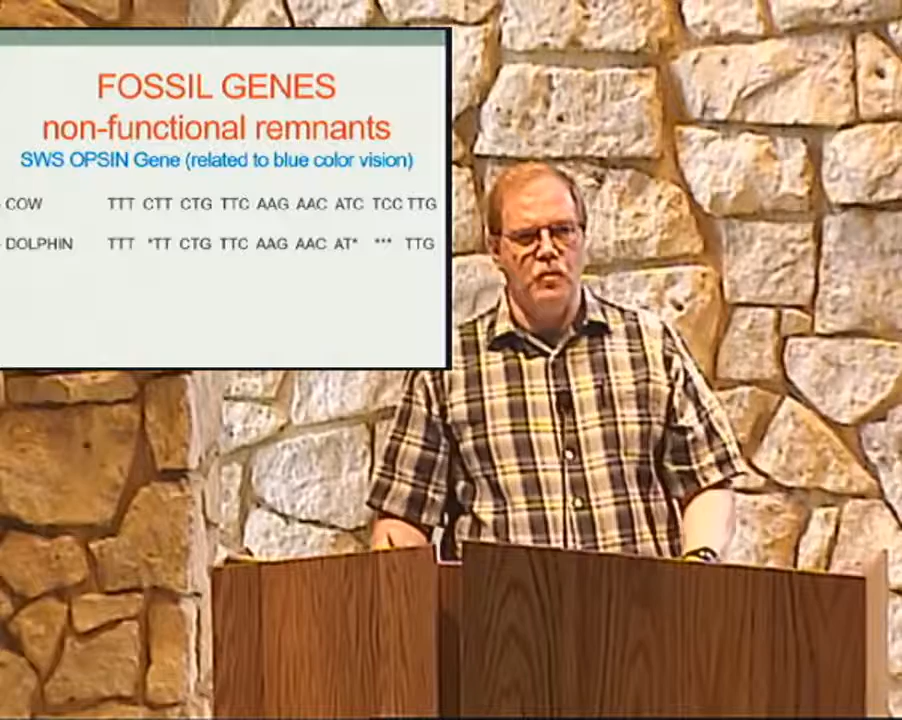 FOSSIL GENES
non-functional remnants
SWS OPSIN Gene (related to blue color vision)
COW TTT CTT CTG TTC AAG AAC ATC TCC TTG
DOLPHIN TTT *TT CTG TTC AAG AAC AT* *** TTG